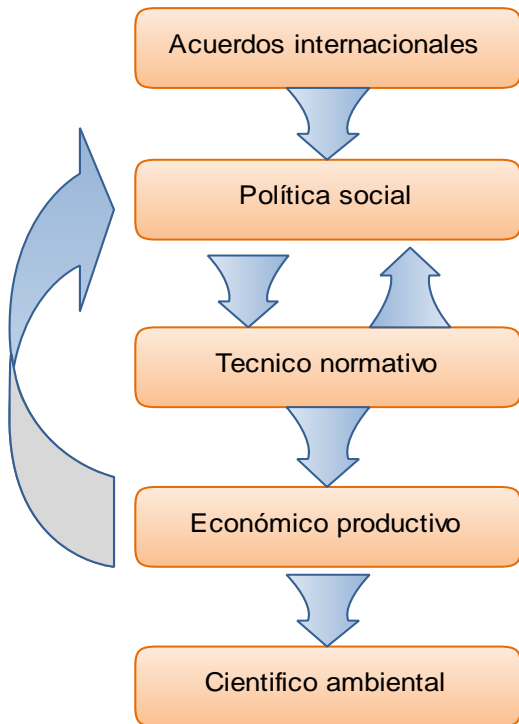 Acuerdos internacionales
Política social
Tecnico normativo
Económico productivo
Cientifico ambiental